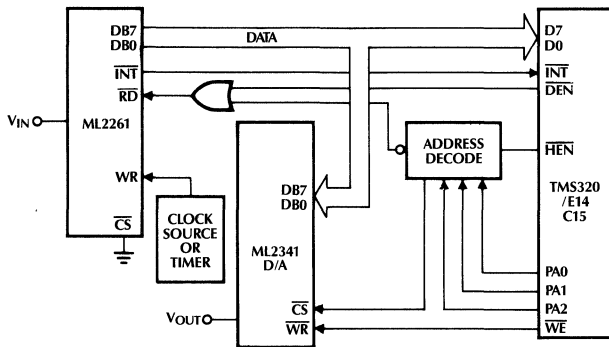 DB7
DB0
DATA
D7
D0
INT
INT
RD
DEN
VIN
ML2261
ADDRESS
DECODE
HEN
TMS320
/E14
C15
WR
DB7
DB0
CLOCK
SOURCE
OR
TIMER
CS
ML2341
D/A
PA0
PA1
PA2
CS
VOUT
WR
WE